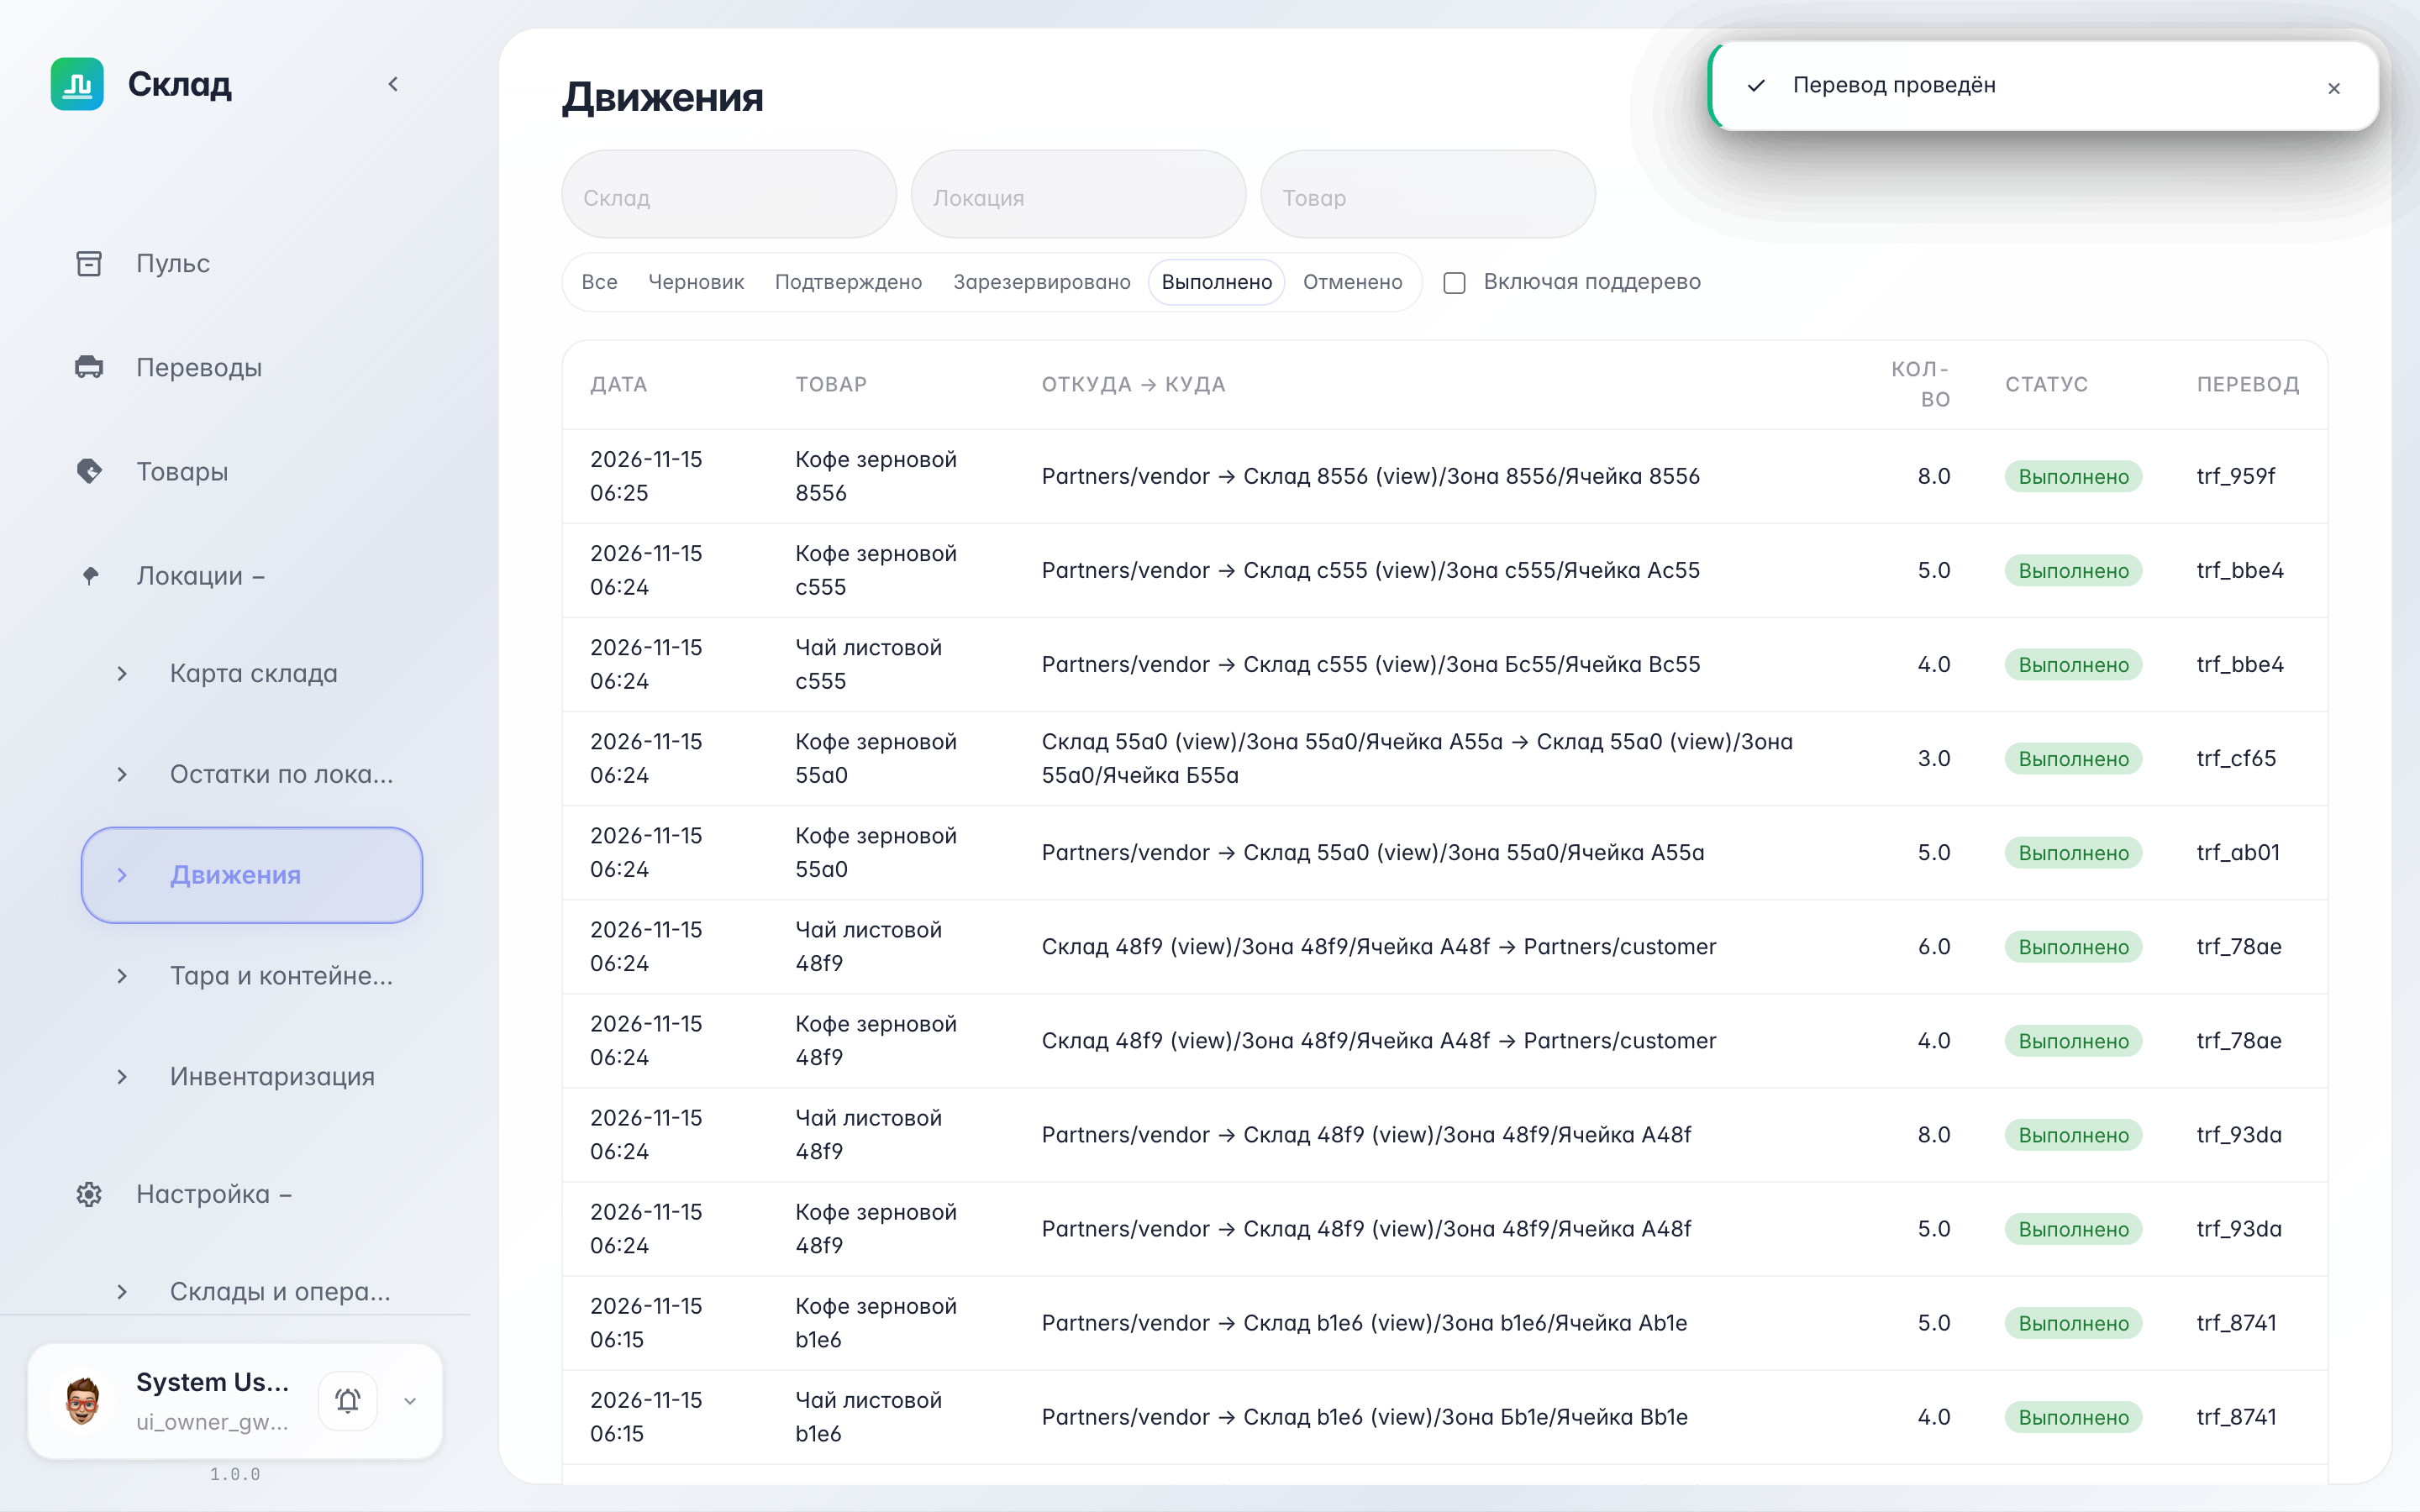 Склад
Пульс
Переводы
Товары
Локации –
Карта склада
Остатки по лока...
Движения
Тара и контейне...
Инвентаризация
Настройка –
Склады и опера...
System Us...
ui_owner_gw...
1.0.0
Движения
Перевод проведён
Склад
Локация
Товар
Все Черновик Подтверждено Зарезервировано Выполнено Отменено Включая поддерево
ДАТА ТОВАР ОТКУДА → КУДА КОЛ-ВО СТАТУС ПЕРЕВОД
2026-11-15 06:25 Кофе зерновой 8556 Partners/vendor → Склад 8556 (view)/Зона 8556/Ячейка 8556 8.0 Выполнено trf_959f
2026-11-15 06:24 Кофе зерновой c555 Partners/vendor → Склад c555 (view)/Зона c555/Ячейка Ac55 5.0 Выполнено trf_bbe4
2026-11-15 06:24 Чай листовой c555 Partners/vendor → Склад c555 (view)/Зона Бc55/Ячейка Bc55 4.0 Выполнено trf_bbe4
2026-11-15 06:24 Кофе зерновой 55a0 Склад 55a0 (view)/Зона 55a0/Ячейка A55a → Склад 55a0 (view)/Зона 55a0/Ячейка Б55a 3.0 Выполнено trf_cf65
2026-11-15 06:24 Кофе зерновой 55a0 Partners/vendor → Склад 55a0 (view)/Зона 55a0/Ячейка A55a 5.0 Выполнено trf_ab01
2026-11-15 06:24 Чай листовой 48f9 Склад 48f9 (view)/Зона 48f9/Ячейка A48f → Partners/customer 6.0 Выполнено trf_78ae
2026-11-15 06:24 Кофе зерновой 48f9 Склад 48f9 (view)/Зона 48f9/Ячейка A48f → Partners/customer 4.0 Выполнено trf_78ae
2026-11-15 06:24 Чай листовой 48f9 Partners/vendor → Склад 48f9 (view)/Зона 48f9/Ячейка A48f 8.0 Выполнено trf_93da
2026-11-15 06:24 Кофе зерновой 48f9 Partners/vendor → Склад 48f9 (view)/Зона 48f9/Ячейка A48f 5.0 Выполнено trf_93da
2026-11-15 06:15 Кофе зерновой b1e6 Partners/vendor → Склад b1e6 (view)/Зона b1e6/Ячейка Ab1e 5.0 Выполнено trf_8741
2026-11-15 06:15 Чай листовой b1e6 Partners/vendor → Склад b1e6 (view)/Зона Бb1e/Ячейка Bb1e 4.0 Выполнено trf_8741